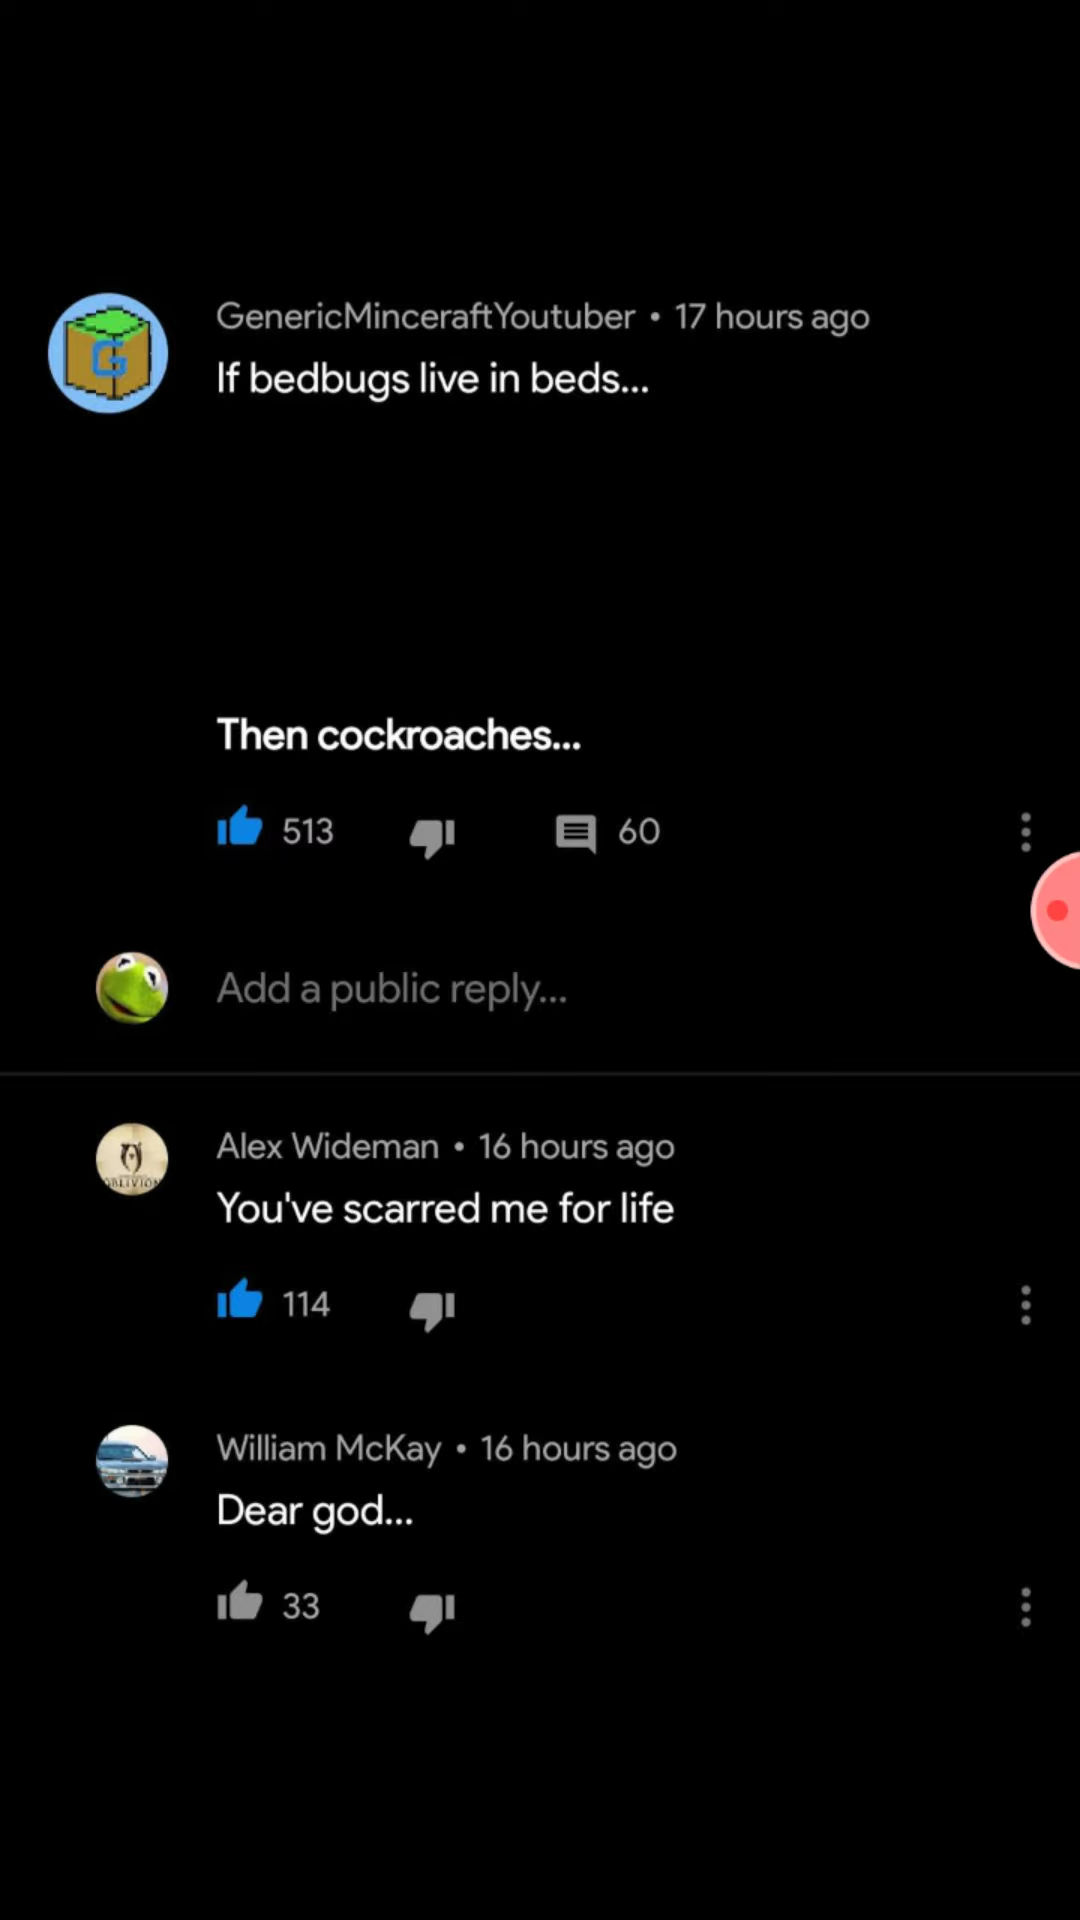 GenericMinceraftYoutuber • 17 hours ago
If bedbugs live in beds...
Then cockroaches...
513
60
Add a public reply...
Alex Wideman • 16 hours ago
OBLIVION
You've scarred me for life
114
William McKay • 16 hours ago
Dear god...
33